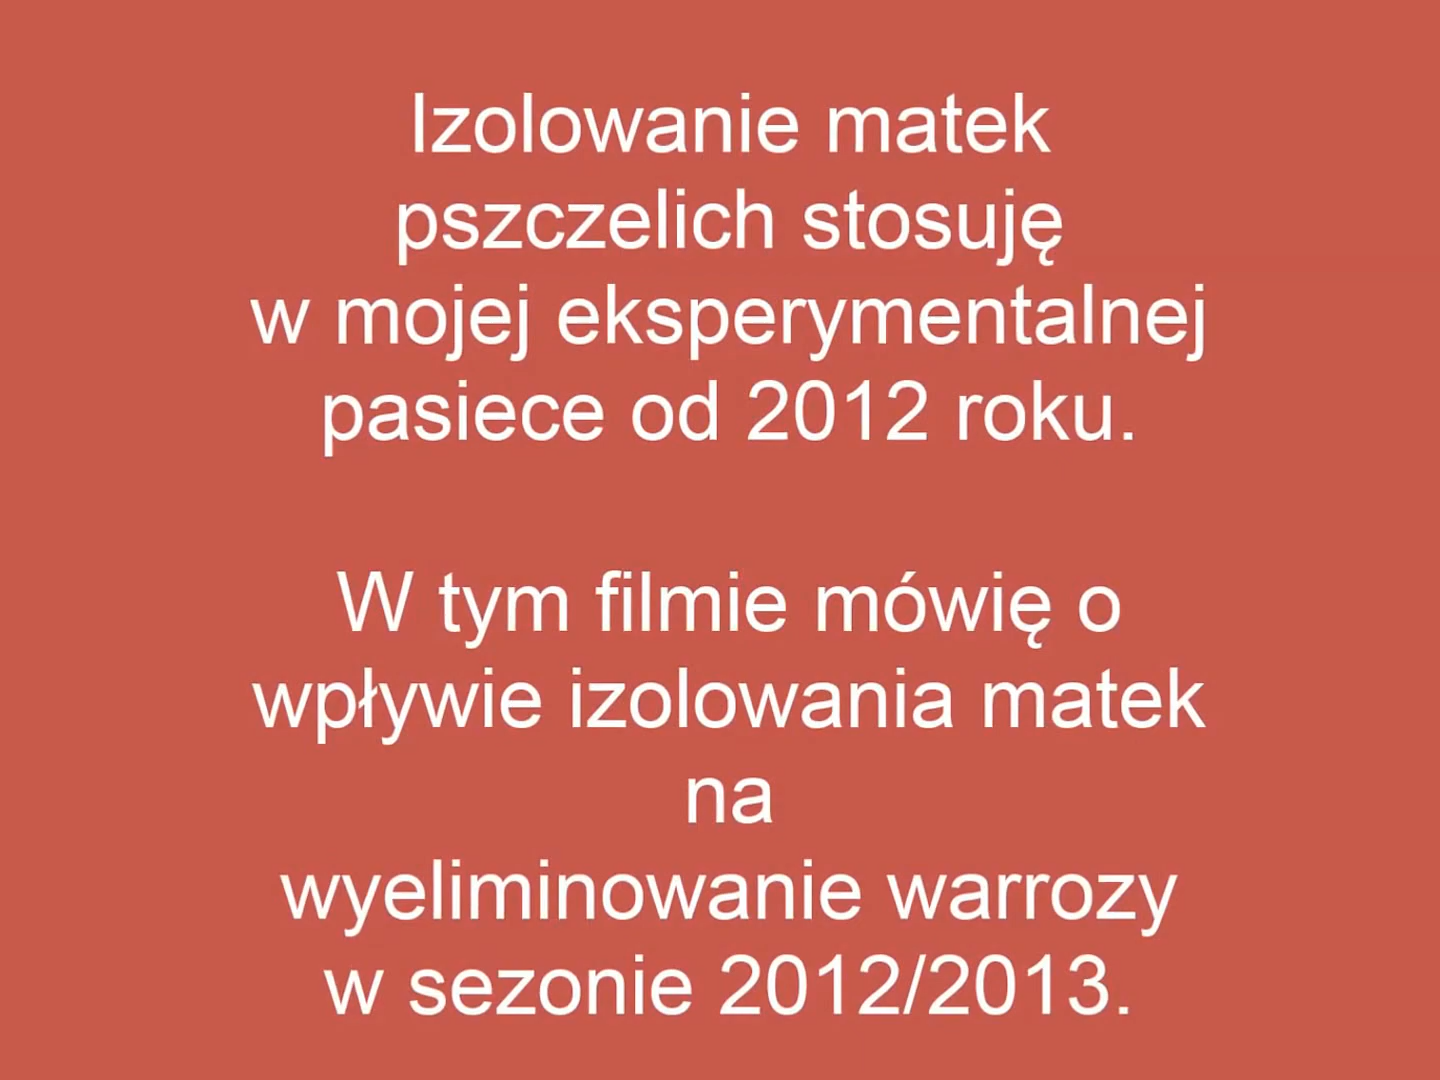 Izolowanie matek
pszczelich stosuję
w mojej eksperymentalnej
pasiece od 2012 roku.
W tym filmie mówię o
wpływie izolowania matek
na
wyeliminowanie warrozy
w sezonie 2012/2013.